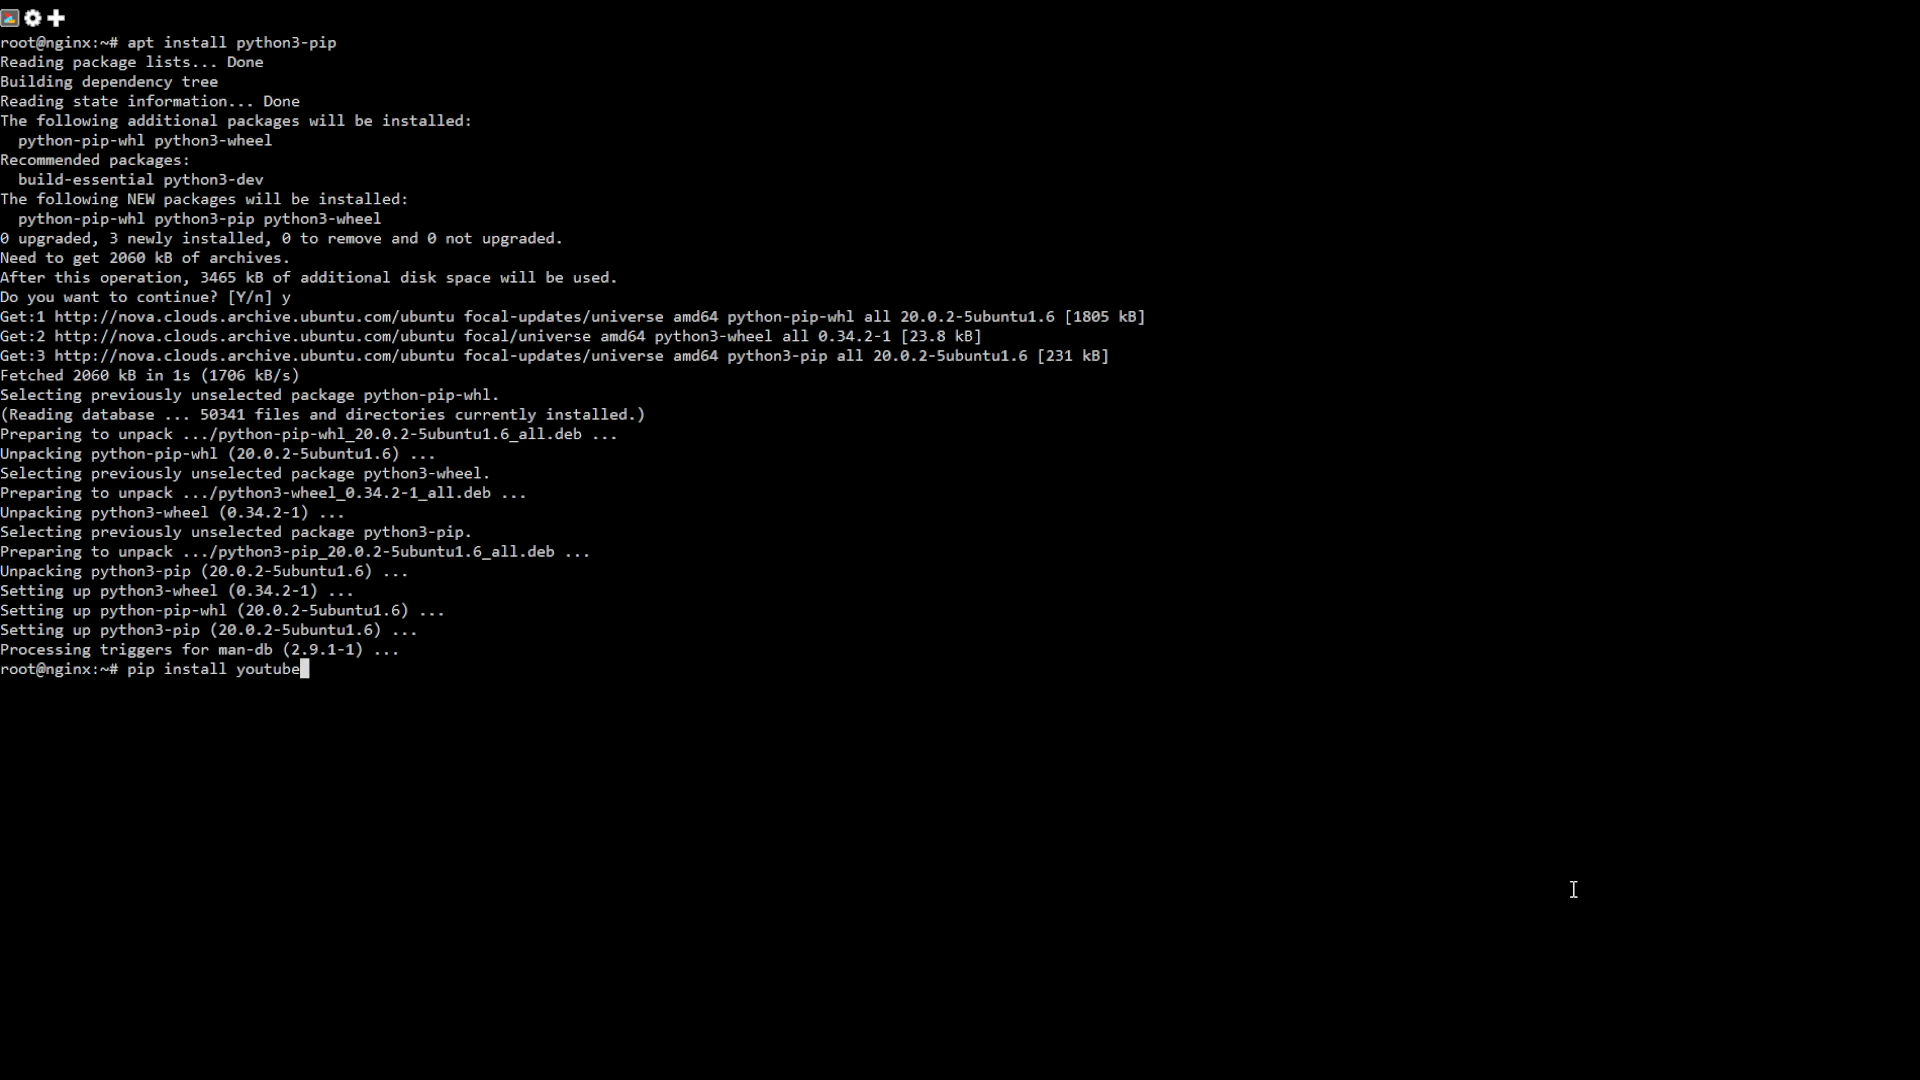 root@nginx:~# apt install python3-pip
Reading package lists... Done
Building dependency tree
Reading state information... Done
The following additional packages will be installed:
  python-pip-whl python3-wheel
Recommended packages:
  build-essential python3-dev
The following NEW packages will be installed:
  python-pip-whl python3-pip python3-wheel
0 upgraded, 3 newly installed, 0 to remove and 0 not upgraded.
Need to get 2060 kB of archives.
After this operation, 3465 kB of additional disk space will be used.
Do you want to continue? [Y/n] y
Get:1 http://nova.clouds.archive.ubuntu.com/ubuntu focal-updates/universe amd64 python-pip-whl all 20.0.2-5ubuntu1.6 [1805 kB]
Get:2 http://nova.clouds.archive.ubuntu.com/ubuntu focal/universe amd64 python3-wheel all 0.34.2-1 [23.8 kB]
Get:3 http://nova.clouds.archive.ubuntu.com/ubuntu focal-updates/universe amd64 python3-pip all 20.0.2-5ubuntu1.6 [231 kB]
Fetched 2060 kB in 1s (1706 kB/s)
Selecting previously unselected package python-pip-whl.
(Reading database ... 50341 files and directories currently installed.)
Preparing to unpack .../python-pip-whl_20.0.2-5ubuntu1.6_all.deb ...
Unpacking python-pip-whl (20.0.2-5ubuntu1.6) ...
Selecting previously unselected package python3-wheel.
Preparing to unpack .../python3-wheel_0.34.2-1_all.deb ...
Unpacking python3-wheel (0.34.2-1) ...
Selecting previously unselected package python3-pip.
Preparing to unpack .../python3-pip_20.0.2-5ubuntu1.6_all.deb ...
Unpacking python3-pip (20.0.2-5ubuntu1.6) ...
Setting up python3-wheel (0.34.2-1) ...
Setting up python-pip-whl (20.0.2-5ubuntu1.6) ...
Setting up python3-pip (20.0.2-5ubuntu1.6) ...
Processing triggers for man-db (2.9.1-1) ...
root@nginx:~# pip install youtube